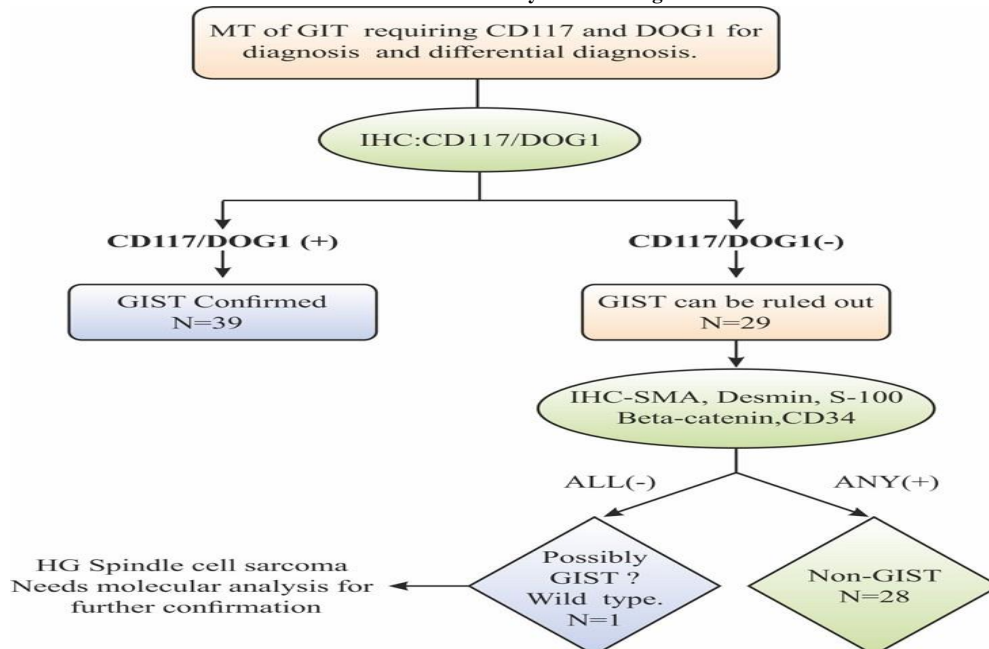 MT of GIT requiring CD117 and DOG1 for
diagnosis and differential diagnosis.
IHC:CD117/DOG1
CD117/DOG1 (+)
CD117/DOG1(-)
GIST Confirmed
N=39
GIST can be ruled out
N=29
IHC-SMA, Desmin, S-100
Beta-catenin,CD34
ALL(-)
ANY(+)
Possibly
GIST ?
Wild type.
N=1
Non-GIST
N=28
HG Spindle cell sarcoma
Needs molecular analysis for
further confirmation